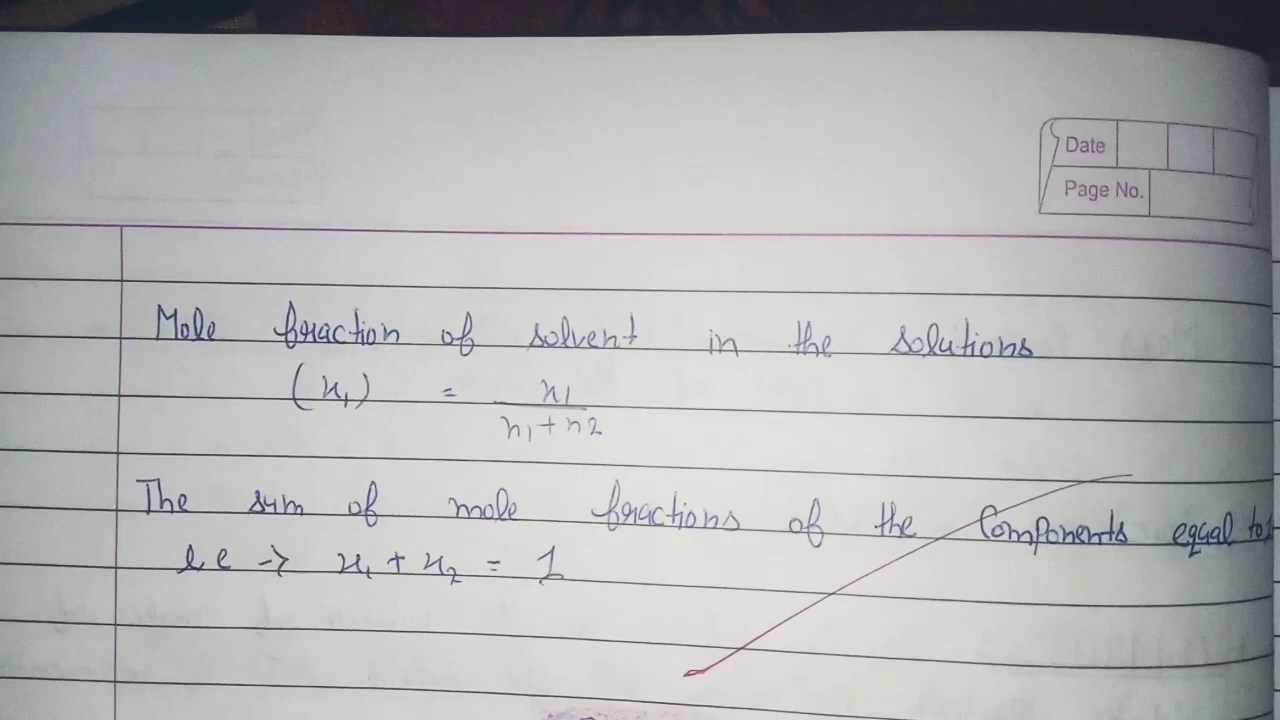 Date
Page No.
Mole fraction of solvent in the solutions
(x₁) = n1
n₁+n2
The sum of mole fractions of the Components equal to 1
i.e → x₁ + x₂ = 1